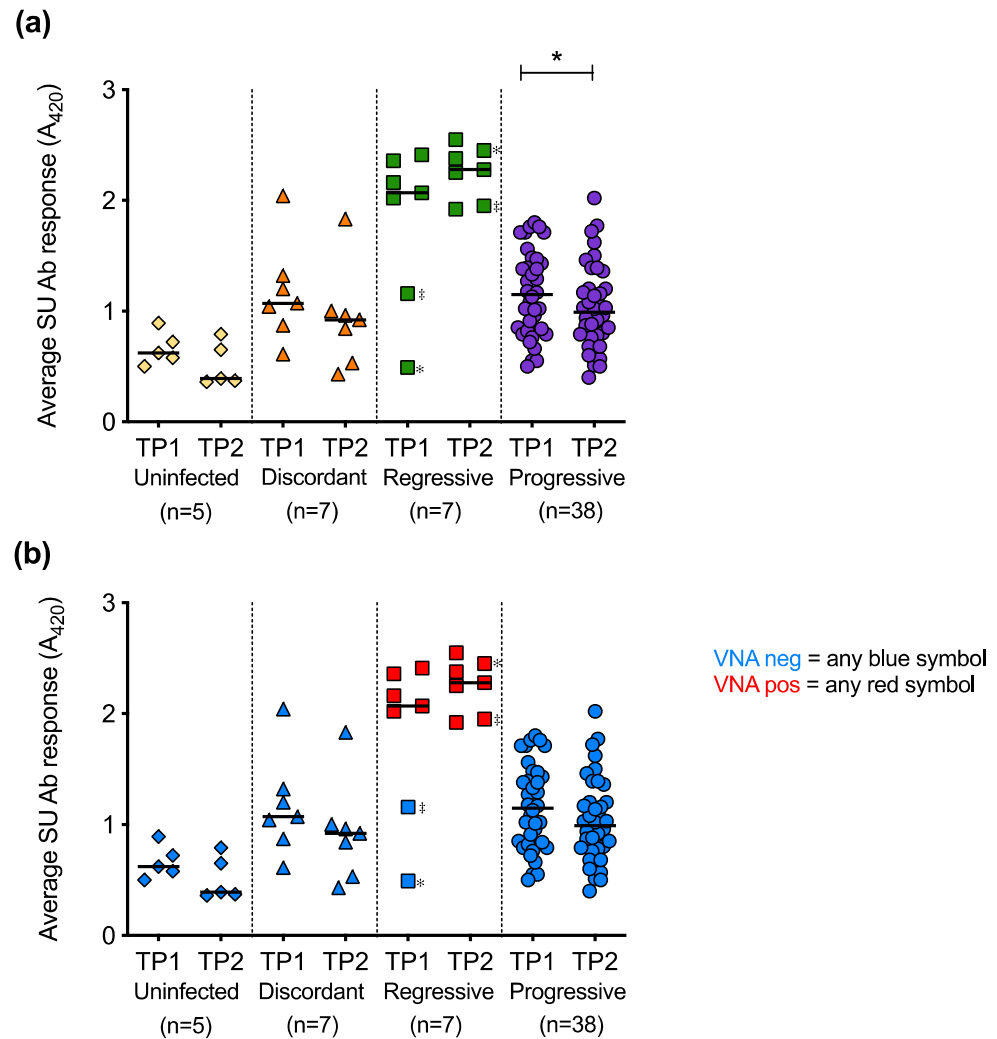 (a)
*
Average SU Ab response (A420)
3
2
1
0
*
‡
‡
*
TP1 TP2 TP1 TP2 TP1 TP2 TP1 TP2
Uninfected Discordant Regressive Progressive
(n=5) (n=7) (n=7) (n=38)
(b)
Average SU Ab response (A420)
3
2
1
0
*
‡
‡
*
VNA neg = any blue symbol
VNA pos = any red symbol
TP1 TP2 TP1 TP2 TP1 TP2 TP1 TP2
Uninfected Discordant Regressive Progressive
(n=5) (n=7) (n=7) (n=38)